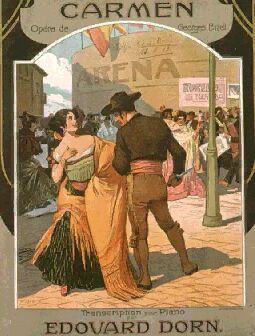 CARMEN
Opéra de Georges Bizet
ARENA
Transcription pour Piano
EDOUARD DORN.